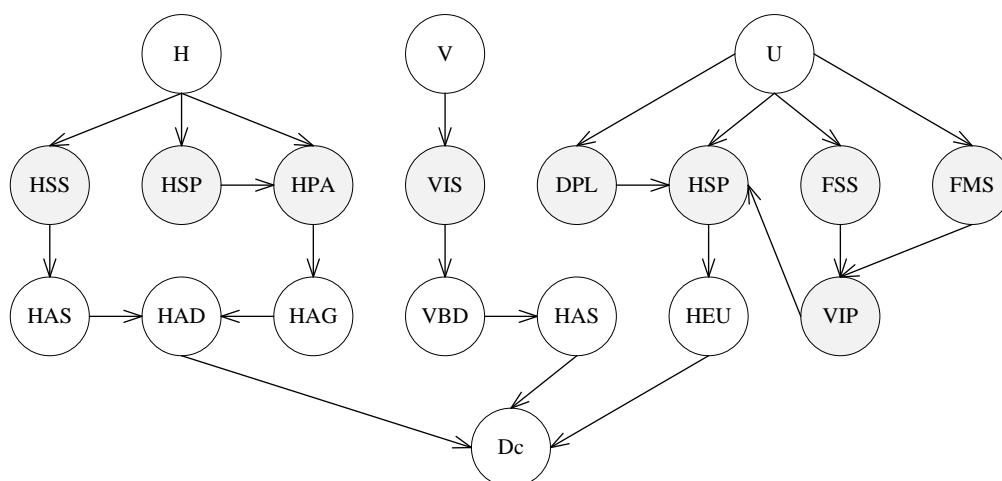 H
V
U
HSS
HSP
HPA
VIS
DPL
HSP
FSS
FMS
HAS
HAD
HAG
VBD
HAS
HEU
VIP
Dc